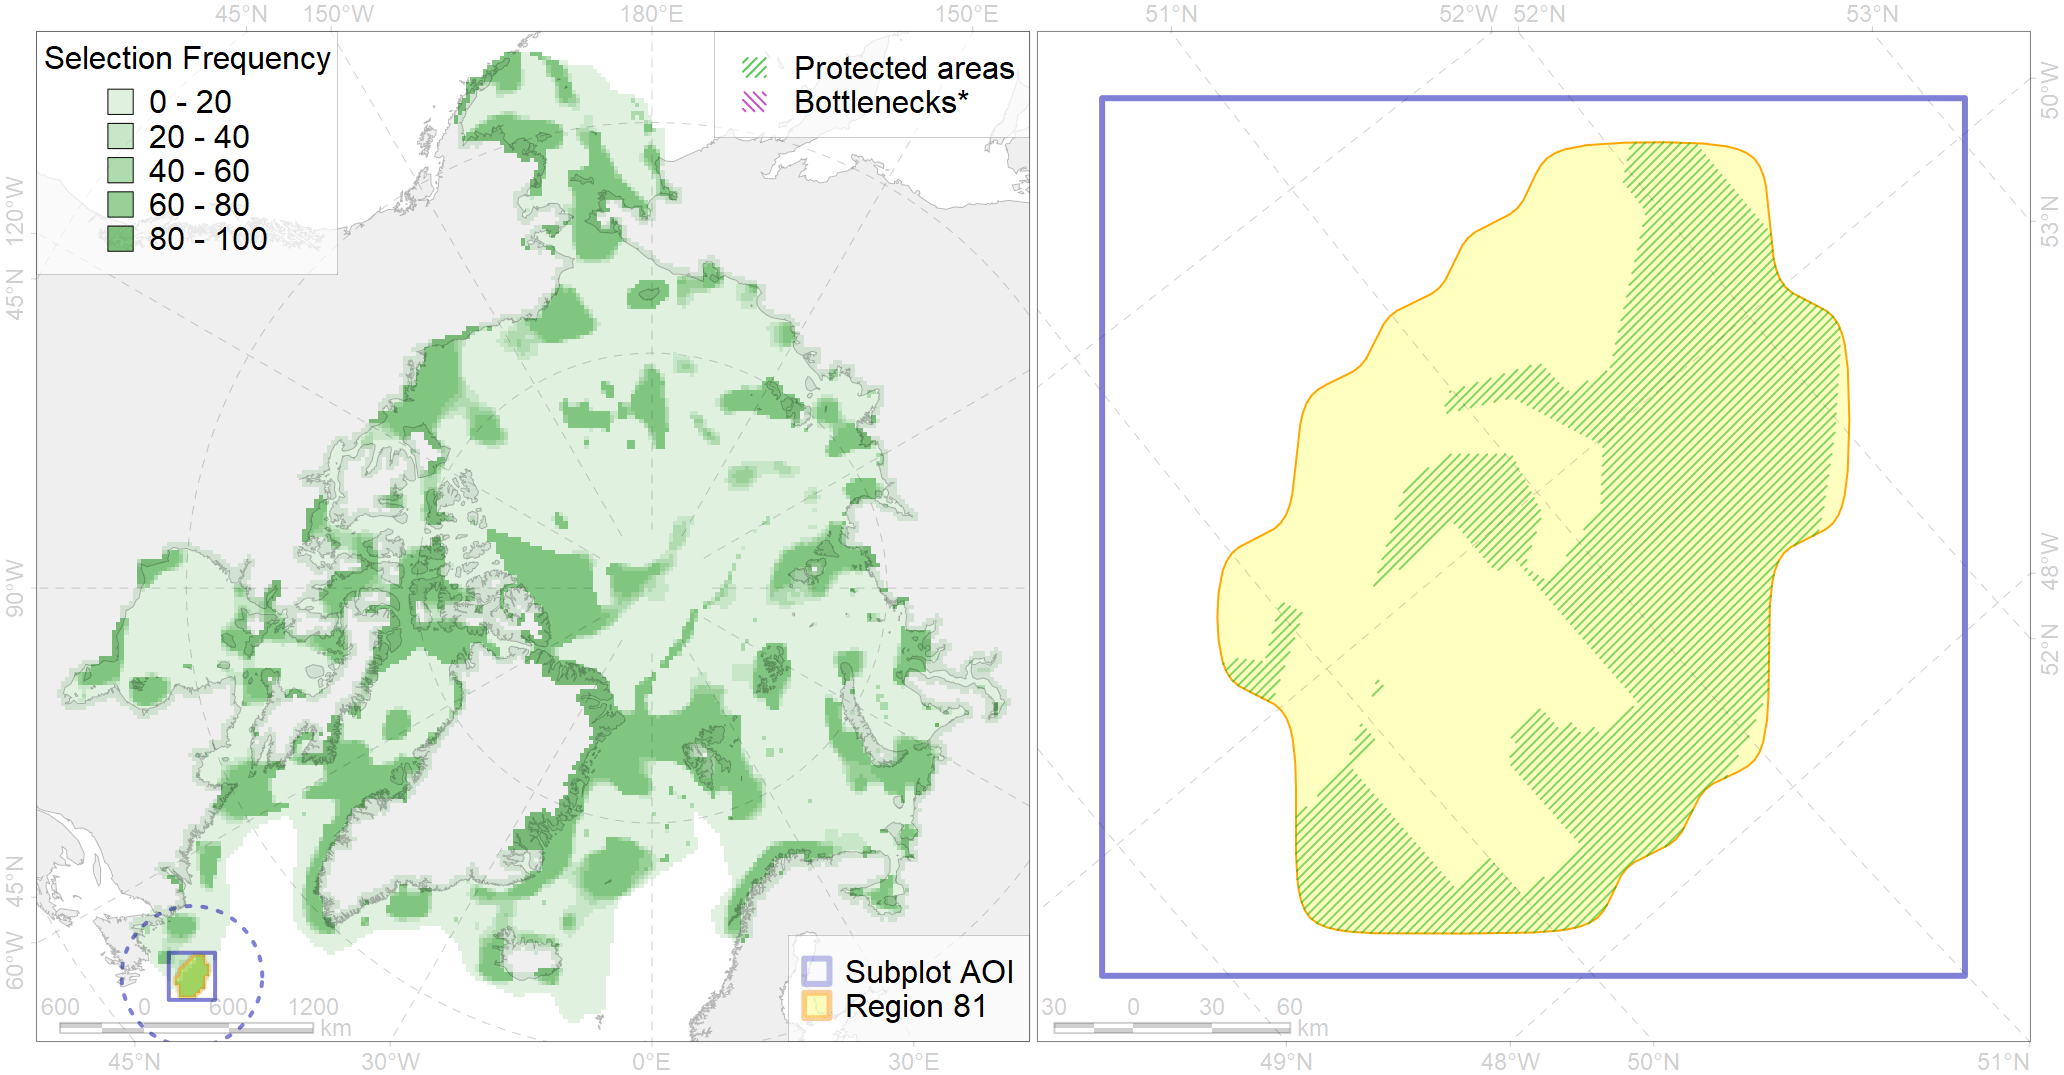 45°N 150°W 180°E 150°E 51°N 52°W 52°N 53°N
Selection Frequency
0 - 20
20 - 40
40 - 60
60 - 80
80 - 100
Protected areas
Bottlenecks*
120°W
45°N
90°W
45°N
60°W
50°W
53°N
48°W
52°N
Subplot AOI
Region 81
600 0 600 1200
km
30 0 30 60
km
45°N 30°W 0°E 30°E 49°N 48°W 50°N 51°N